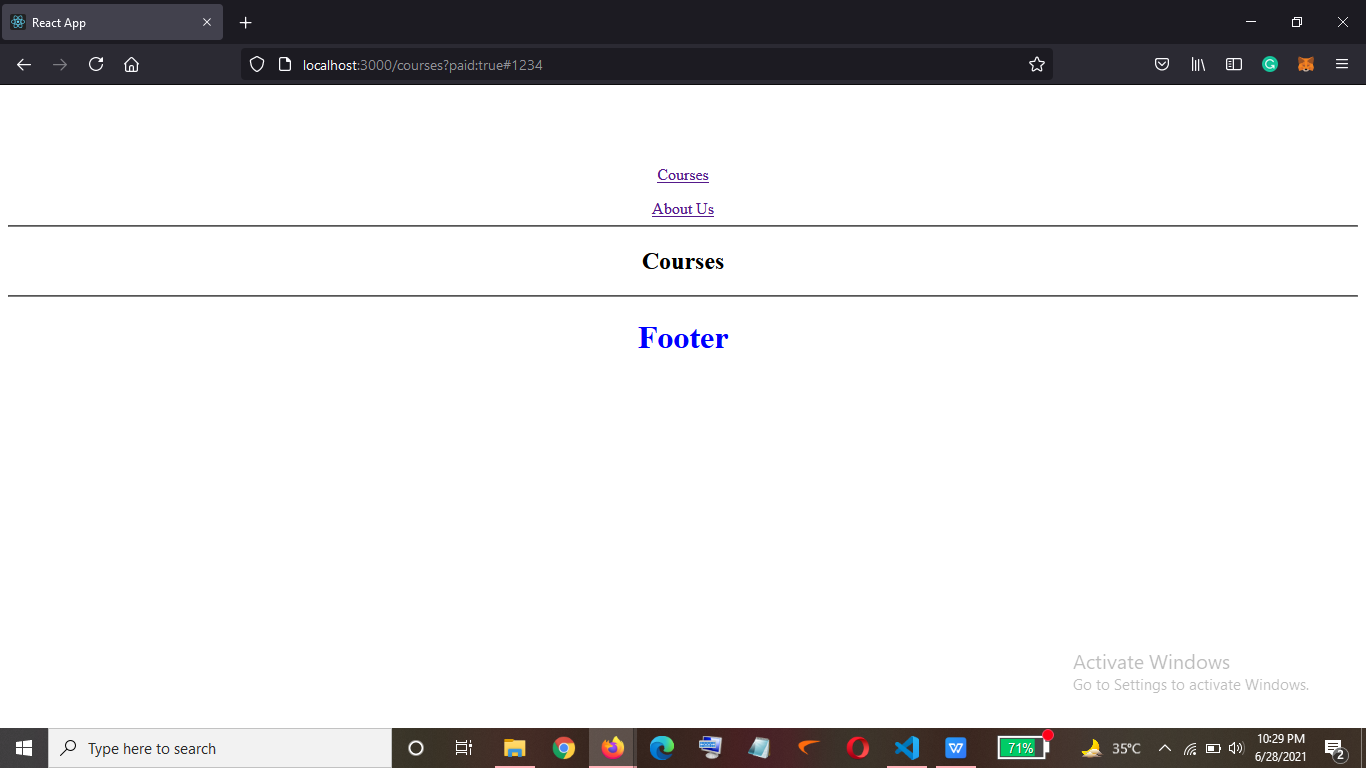 React App
localhost:3000/courses?paid:true#1234
Courses
About Us
Courses
Footer
Activate Windows
Go to Settings to activate Windows.
Type here to search
71%
35°C
10:29 PM
6/28/2021
2